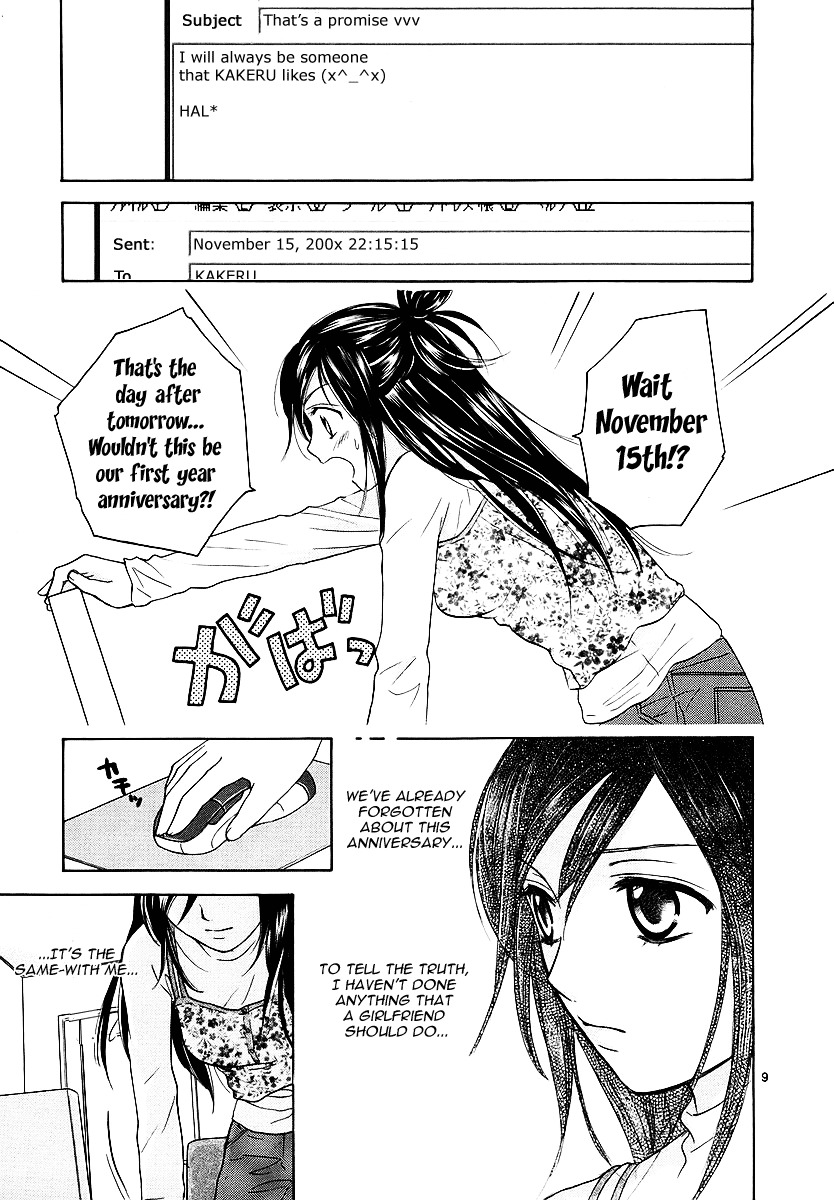 Subject That's a promise vvv
I will always be someone
that KAKERU likes (x^_^x)
HAL*
Sent: November 15, 200x 22:15:15
To KAKERU
Wait
November
15th!?
That's the
day after
tomorrow...
Wouldn't this be
our first year
anniversary?!
がばっ
カチッ
WE'VE ALREADY
FORGOTTEN
ABOUT THIS
ANNIVERSARY...
TO TELL THE TRUTH,
I HAVEN'T DONE
ANYTHING THAT
A GIRLFRIEND
SHOULD DO...
...IT'S THE
SAME WITH ME...
9